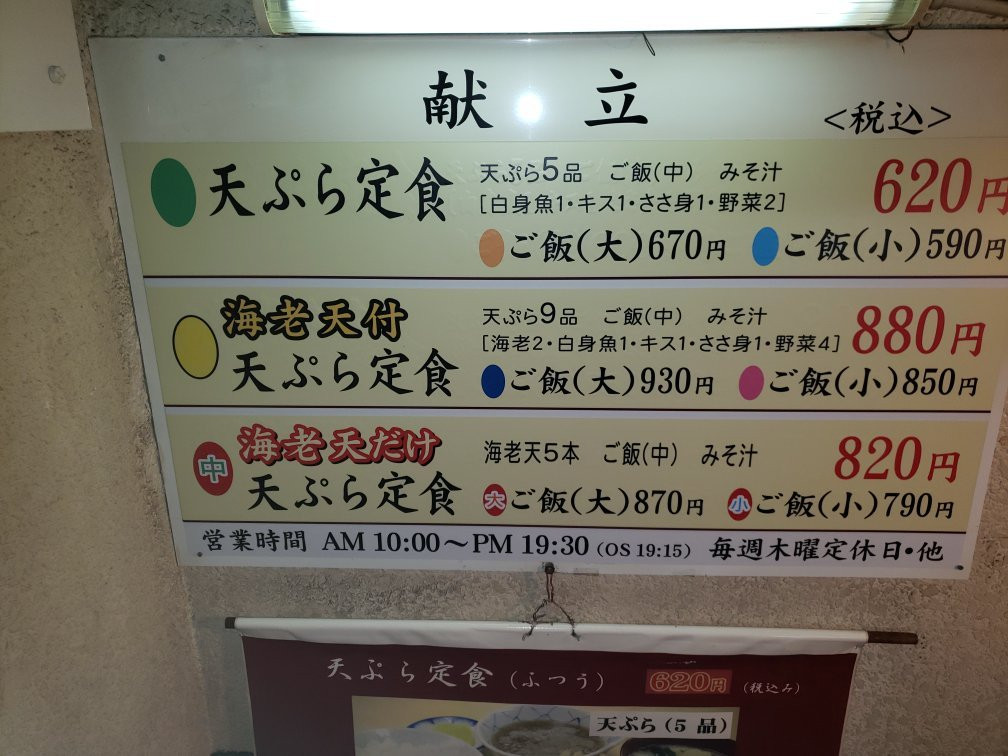 献立
<税込>
天ぷら定食
天ぷら5品 ご飯(中) みそ汁
[白身魚1・キス1・ささ身1・野菜2]
620円
ご飯(大)670円 ご飯(小)590円
海老天付
天ぷら定食
天ぷら9品 ご飯(中) みそ汁
[海老2・白身魚1・キス1・ささ身1・野菜4]
880円
ご飯(大)930円 ご飯(小)850円
中 海老天だけ
天ぷら定食
海老天5本 ご飯(中) みそ汁
820円
大 ご飯(大)870円 小 ご飯(小)790円
営業時間 AM 10:00～PM 19:30 (OS 19:15) 毎週木曜定休日・他
天ぷら定食(ふつう) 620円 (税込み)
天ぷら(5品)